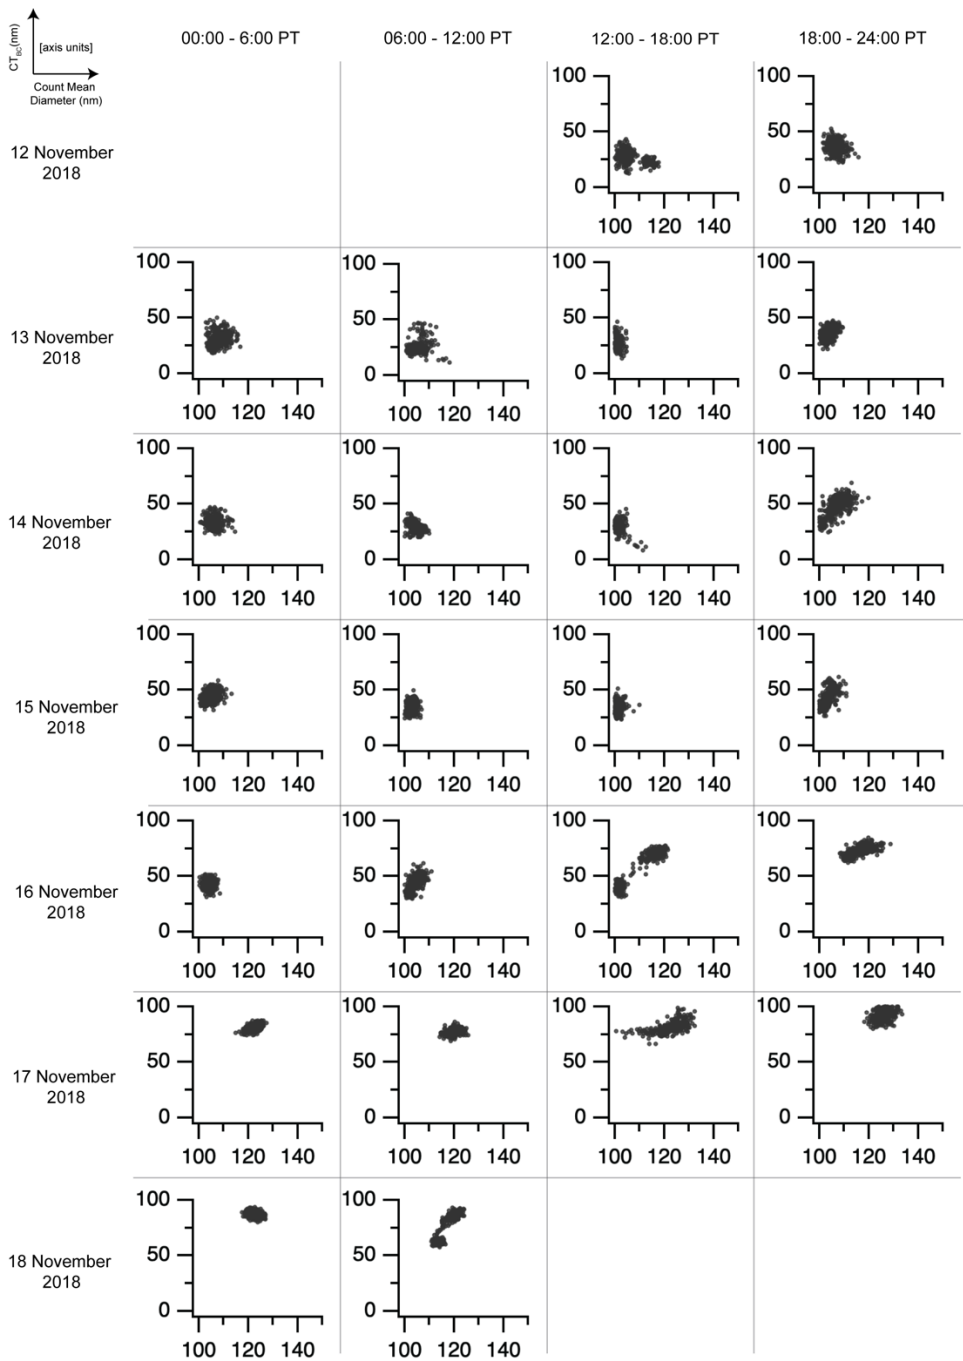 CT_BC(nm)
[axis units]
Count Mean
Diameter (nm)
00:00 - 6:00 PT
06:00 - 12:00 PT
12:00 - 18:00 PT
18:00 - 24:00 PT
12 November
2018
100
50
0
100 120 140
100
50
0
100 120 140
13 November
2018
100
50
0
100 120 140
100
50
0
100 120 140
100
50
0
100 120 140
100
50
0
100 120 140
14 November
2018
100
50
0
100 120 140
100
50
0
100 120 140
100
50
0
100 120 140
100
50
0
100 120 140
15 November
2018
100
50
0
100 120 140
100
50
0
100 120 140
100
50
0
100 120 140
100
50
0
100 120 140
16 November
2018
100
50
0
100 120 140
100
50
0
100 120 140
100
50
0
100 120 140
100
50
0
100 120 140
17 November
2018
100
50
0
100 120 140
100
50
0
100 120 140
100
50
0
100 120 140
100
50
0
100 120 140
18 November
2018
100
50
0
100 120 140
100
50
0
100 120 140